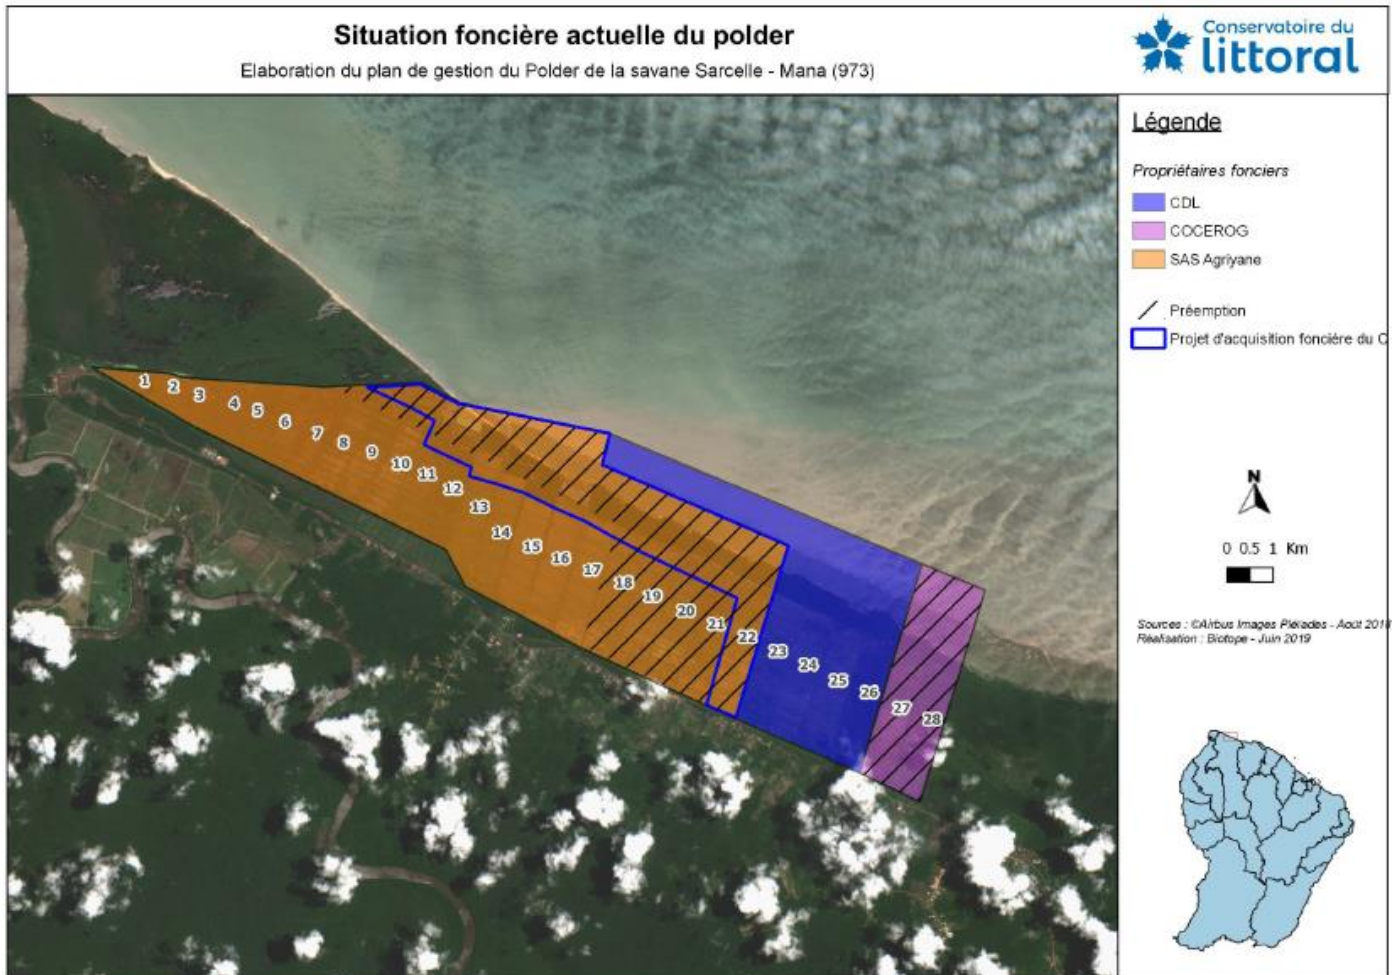 Situation foncière actuelle du polder
Elaboration du plan de gestion du Polder de la savane Sarcelle - Mana (973)
Conservatoire du
littoral
Légende
Propriétaires fonciers
CDL
COCEROG
SAS Agriyane
Préemption
Projet d'acquisition foncière du C
N
0 0.5 1 Km
Sources : ©Airbus Images Pléiades - Août
Réalisation : Biotope - Juin 2019
1
2
3
4
5
6
7
8
9
10
11
12
13
14
15
16
17
18
19
20
21
22
23
24
25
26
27
28